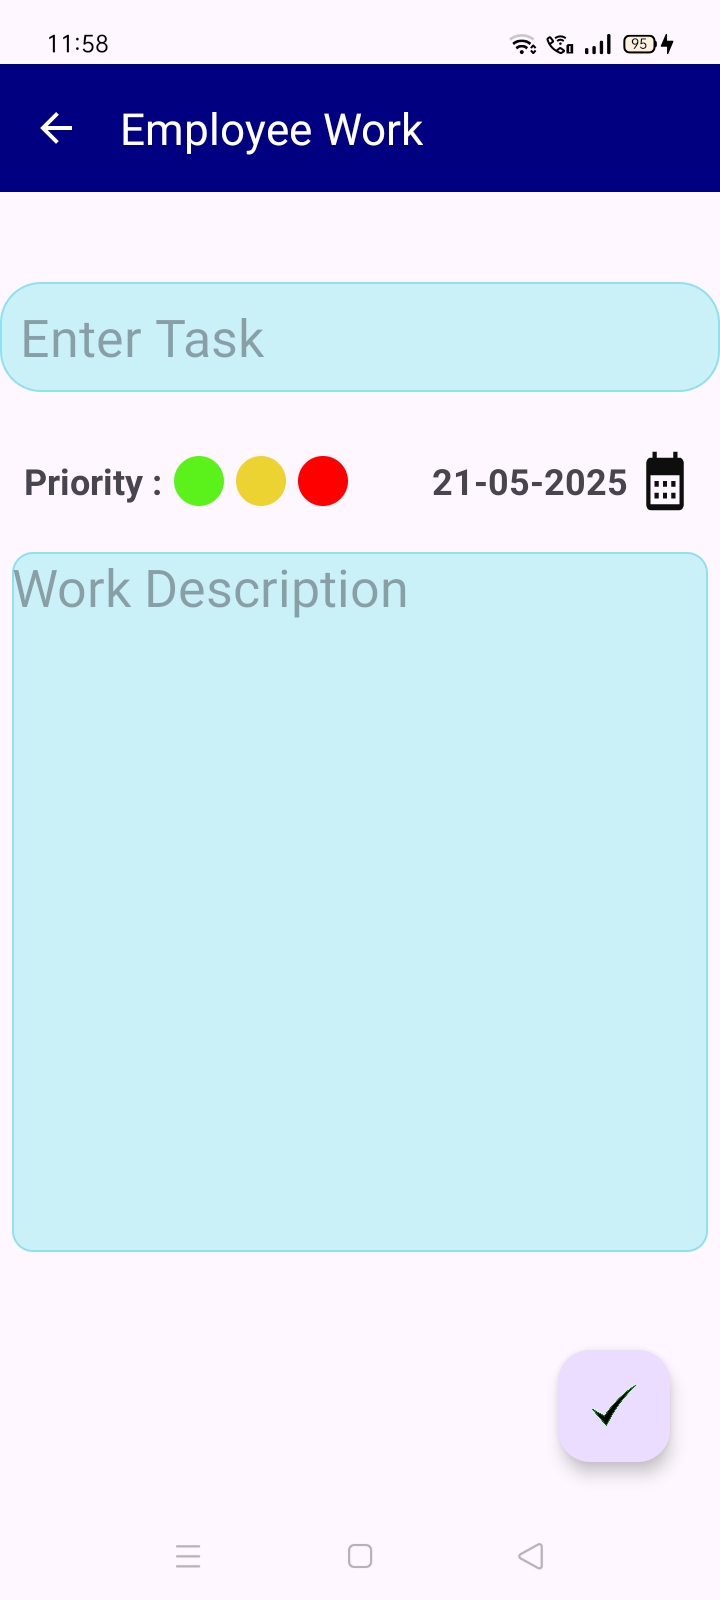 11:58
95
Employee Work
Enter Task
Priority :
21-05-2025
Work Description